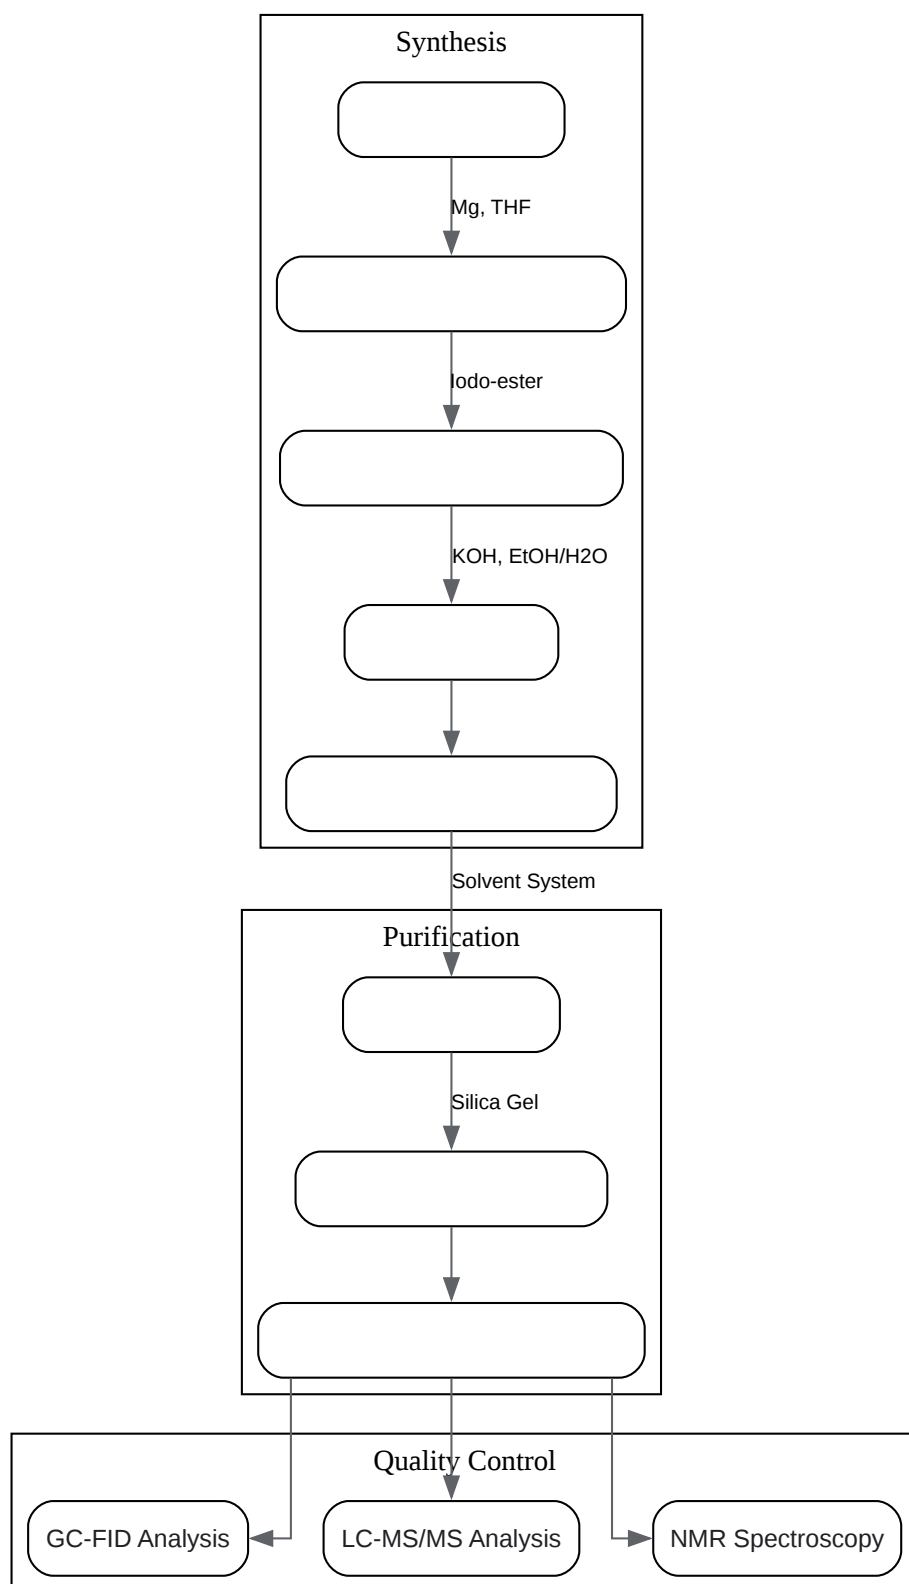 Synthesis
Mg, THF
Iodo-ester
KOH, EtOH/H2O
Solvent System
Purification
Silica Gel
Quality Control
GC-FID Analysis
LC-MS/MS Analysis
NMR Spectroscopy